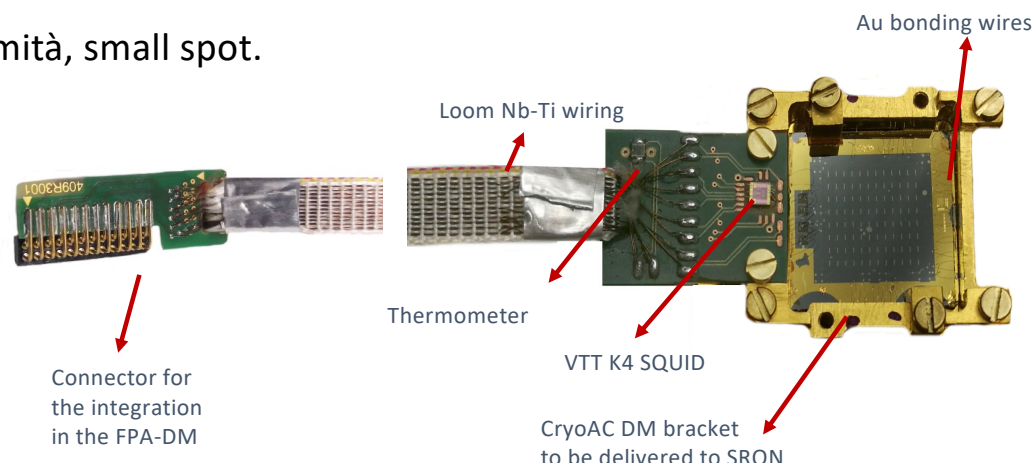 Au bonding wires
mità, small spot.
Loom Nb-Ti wiring
409R3001
Thermometer
VTT K4 SQUID
Connector for
the integration
in the FPA-DM
CryoAC DM bracket
to be delivered to SRON